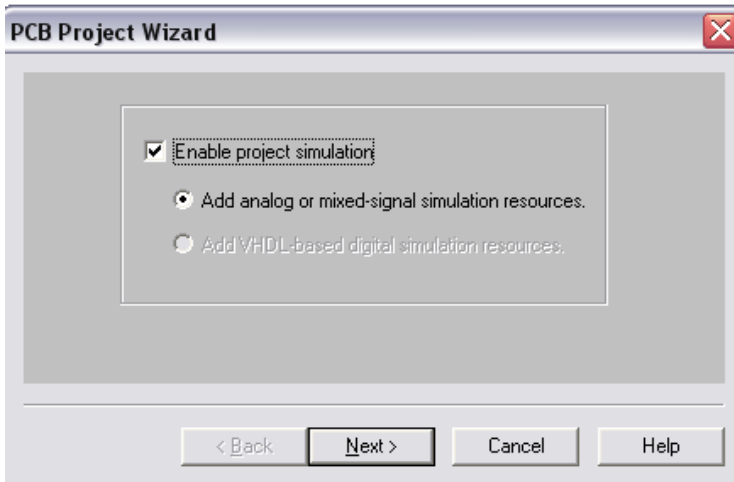 PCB Project Wizard
Enable project simulation
Add analog or mixed-signal simulation resources.
Add VHDL-based digital simulation resources.
< Back
Next >
Cancel
Help